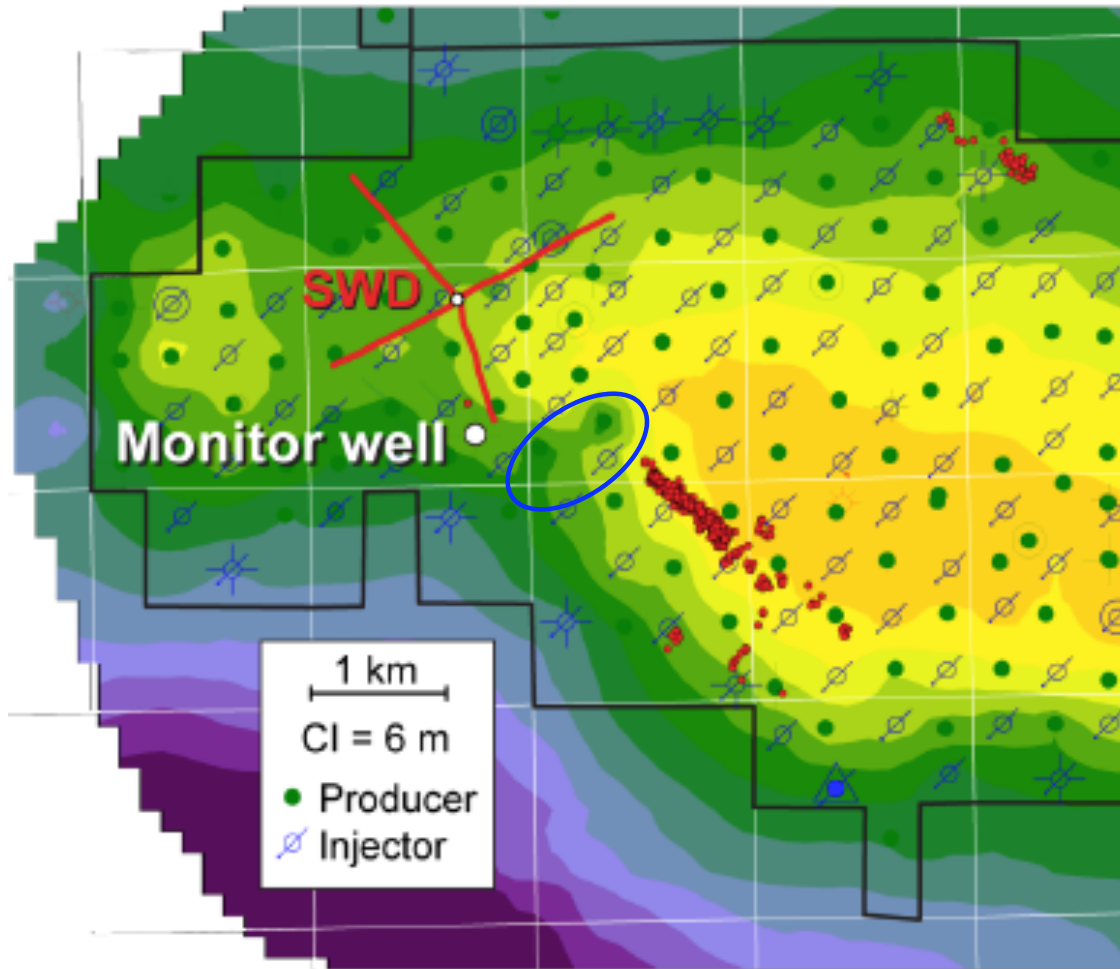 SWD
Monitor well
1 km
CI = 6 m
Producer
Injector